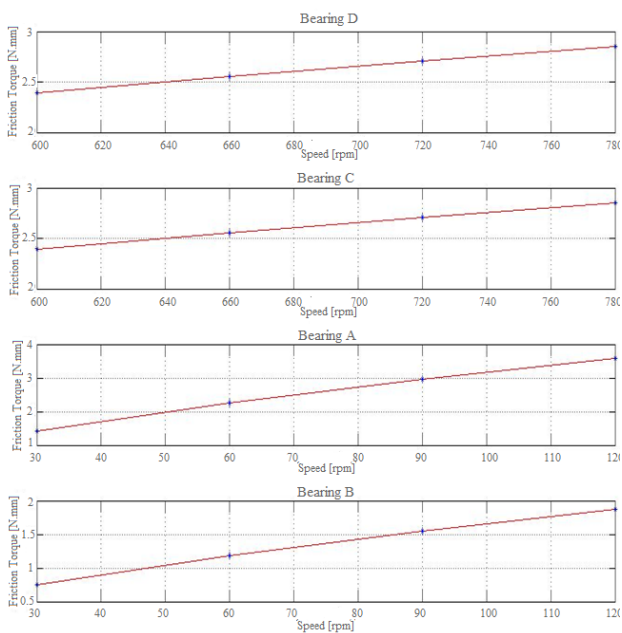 Bearing D
Friction Torque [N.mm]
3
2.5
2
600 620 640 660 680 700 720 740 760 780
Speed [rpm]
Bearing C
Friction Torque [N.mm]
3
2.5
2
600 620 640 660 680 700 720 740 760 780
Speed [rpm]
Bearing A
Friction Torque [N.mm]
4
3
2
1
30 40 50 60 70 80 90 100 110 120
Speed [rpm]
Bearing B
Friction Torque [N.mm]
2
1.5
1
0.5
30 40 50 60 70 80 90 100 110 120
Speed [rpm]